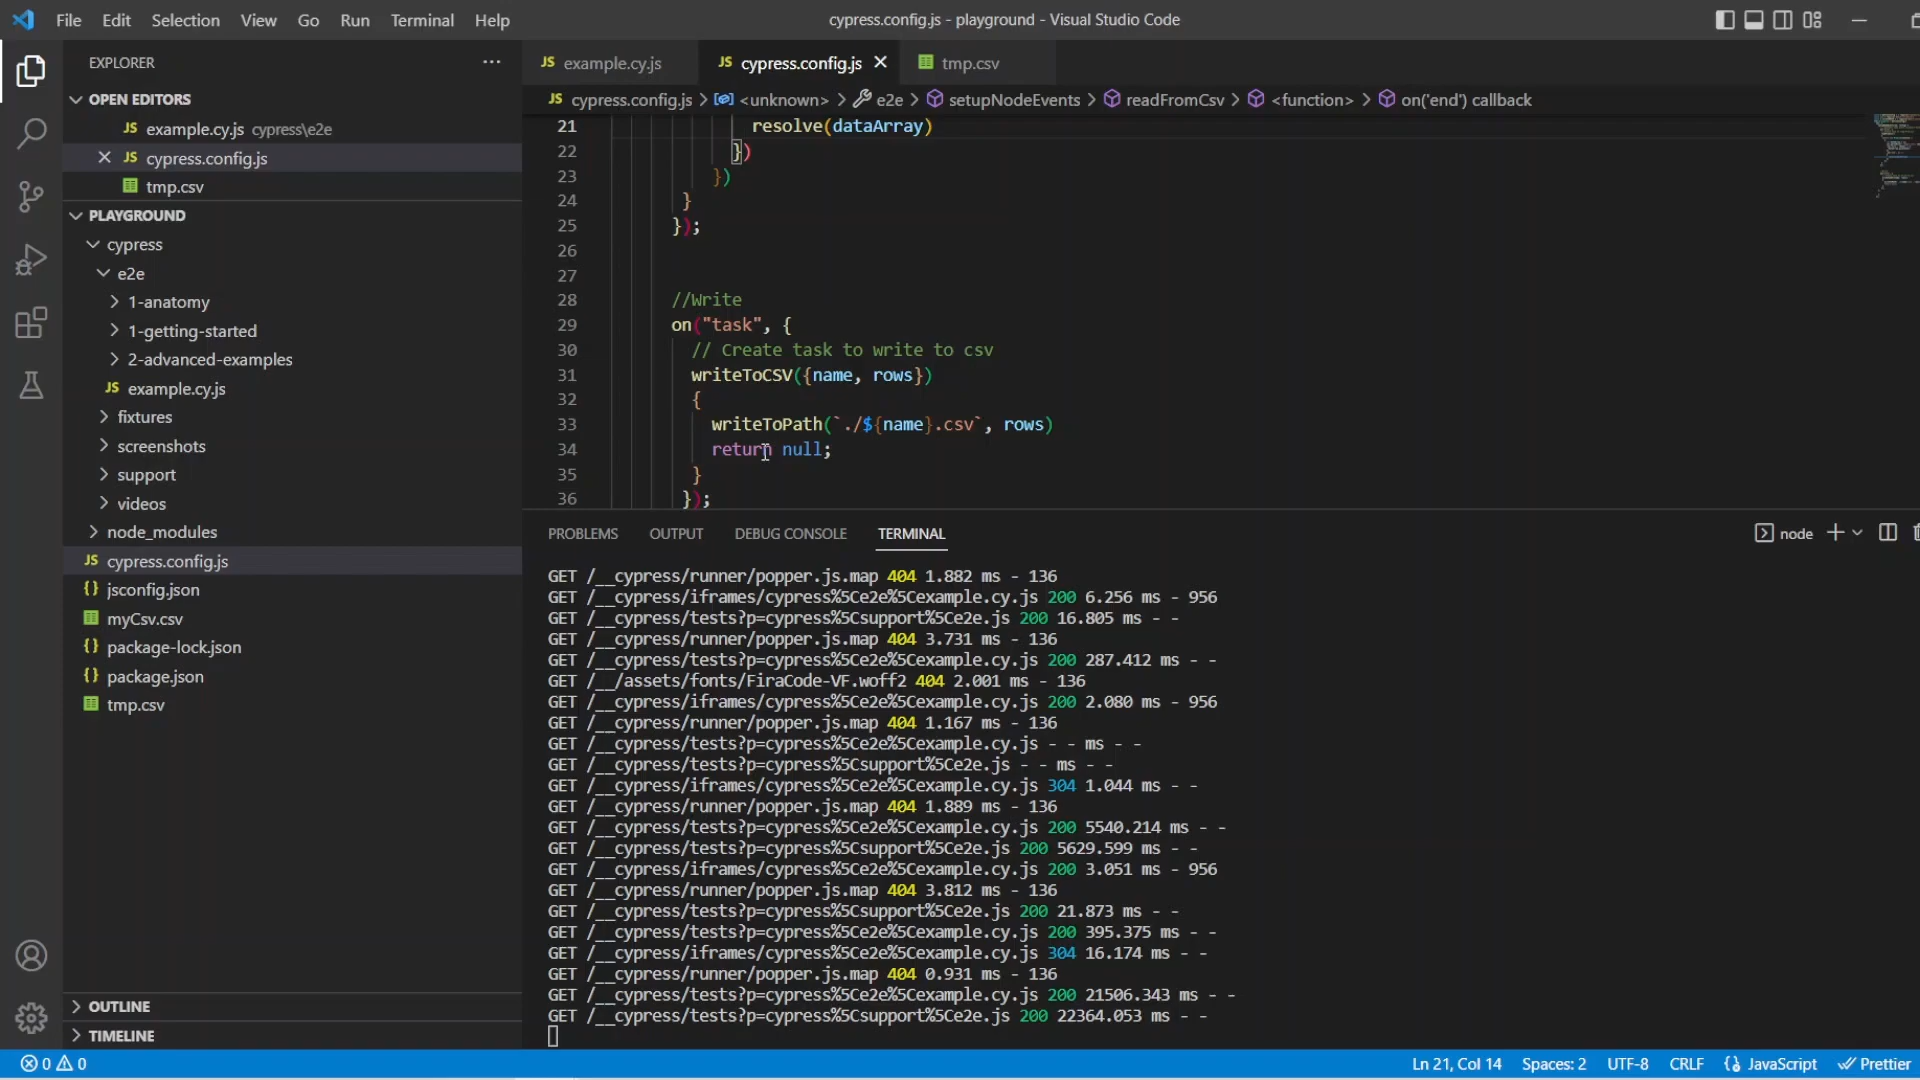 File Edit Selection View Go Run Terminal Help
cypress.config.js - playground - Visual Studio Code
EXPLORER
OPEN EDITORS
JS example.cy.js cypress\e2e
JS cypress.config.js
tmp.csv
PLAYGROUND
cypress
e2e
1-anatomy
1-getting-started
2-advanced-examples
JS example.cy.js
fixtures
screenshots
support
videos
node_modules
JS cypress.config.js
{} jsconfig.json
myCsv.csv
{} package-lock.json
{} package.json
tmp.csv
OUTLINE
TIMELINE
JS example.cy.js JS cypress.config.js tmp.csv
JS cypress.config.js > <unknown> > e2e > setupNodeEvents > readFromCsv > <function> > on('end') callback
21 resolve(dataArray)
22 })
23 })
24 }
25 });
26
27
28 //Write
29 on("task", {
30 // Create task to write to csv
31 writeToCSV({name, rows})
32 {
33 writeToPath(`./${name}.csv`, rows)
34 return null;
35 }
36 });
PROBLEMS OUTPUT DEBUG CONSOLE TERMINAL
node
GET /__cypress/runner/popper.js.map 404 1.882 ms - 136
GET /__cypress/iframes/cypress%5Ce2e%5Cexample.cy.js 200 6.256 ms - 956
GET /__cypress/tests?p=cypress%5Csupport%5Ce2e.js 200 16.805 ms - -
GET /__cypress/runner/popper.js.map 404 3.731 ms - 136
GET /__cypress/tests?p=cypress%5Ce2e%5Cexample.cy.js 200 287.412 ms - -
GET /__/assets/fonts/FiraCode-VF.woff2 404 2.001 ms - 136
GET /__cypress/iframes/cypress%5Ce2e%5Cexample.cy.js 200 2.080 ms - 956
GET /__cypress/runner/popper.js.map 404 1.167 ms - 136
GET /__cypress/tests?p=cypress%5Ce2e%5Cexample.cy.js - - ms - -
GET /__cypress/tests?p=cypress%5Csupport%5Ce2e.js - - ms - -
GET /__cypress/iframes/cypress%5Ce2e%5Cexample.cy.js 304 1.044 ms - -
GET /__cypress/runner/popper.js.map 404 1.889 ms - 136
GET /__cypress/tests?p=cypress%5Ce2e%5Cexample.cy.js 200 5540.214 ms - -
GET /__cypress/tests?p=cypress%5Csupport%5Ce2e.js 200 5629.599 ms - -
GET /__cypress/iframes/cypress%5Ce2e%5Cexample.cy.js 200 3.051 ms - 956
GET /__cypress/runner/popper.js.map 404 3.812 ms - 136
GET /__cypress/tests?p=cypress%5Csupport%5Ce2e.js 200 21.873 ms - -
GET /__cypress/tests?p=cypress%5Ce2e%5Cexample.cy.js 200 395.375 ms - -
GET /__cypress/iframes/cypress%5Ce2e%5Cexample.cy.js 304 16.174 ms - -
GET /__cypress/runner/popper.js.map 404 0.931 ms - 136
GET /__cypress/tests?p=cypress%5Ce2e%5Cexample.cy.js 200 21506.343 ms - -
GET /__cypress/tests?p=cypress%5Csupport%5Ce2e.js 200 22364.053 ms - -
0 0
Ln 21, Col 14 Spaces: 2 UTF-8 CRLF {} JavaScript Prettier